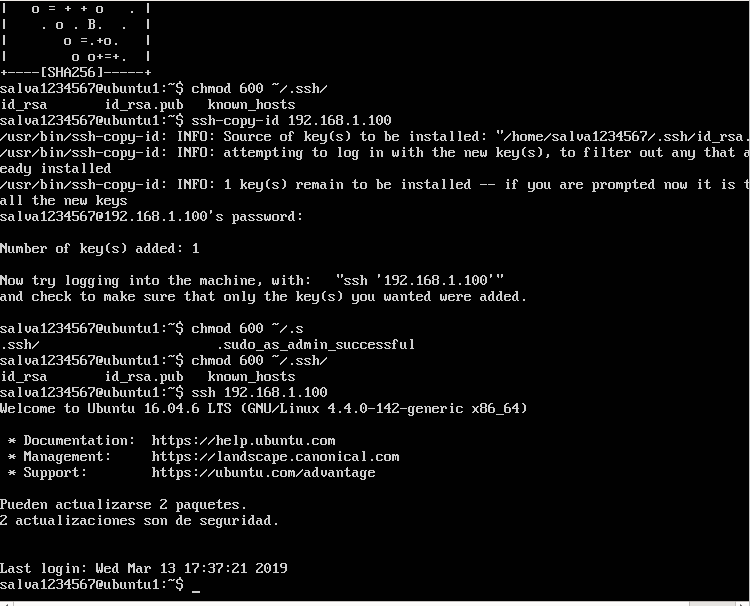 |   o = + + o    . |
|    . o . B.  .   |
|       o =.+o.    |
|        o o+=+.   |
+----[SHA256]-----+
salva1234567@ubuntu1:~$ chmod 600 ~/.ssh/
id_rsa       id_rsa.pub   known_hosts
salva1234567@ubuntu1:~$ ssh-copy-id 192.168.1.100
/usr/bin/ssh-copy-id: INFO: Source of key(s) to be installed: "/home/salva1234567/.ssh/id_rsa.
/usr/bin/ssh-copy-id: INFO: attempting to log in with the new key(s), to filter out any that a
eady installed
/usr/bin/ssh-copy-id: INFO: 1 key(s) remain to be installed -- if you are prompted now it is t
all the new keys
salva1234567@192.168.1.100's password:
Number of key(s) added: 1
Now try logging into the machine, with:   "ssh '192.168.1.100'"
and check to make sure that only the key(s) you wanted were added.
salva1234567@ubuntu1:~$ chmod 600 ~/.s
.ssh/                      .sudo_as_admin_successful
salva1234567@ubuntu1:~$ chmod 600 ~/.ssh/
id_rsa       id_rsa.pub   known_hosts
salva1234567@ubuntu1:~$ ssh 192.168.1.100
Welcome to Ubuntu 16.04.6 LTS (GNU/Linux 4.4.0-142-generic x86_64)
 * Documentation:  https://help.ubuntu.com
 * Management:     https://landscape.canonical.com
 * Support:        https://ubuntu.com/advantage
Pueden actualizarse 2 paquetes.
2 actualizaciones son de seguridad.
Last login: Wed Mar 13 17:37:21 2019
salva1234567@ubuntu1:~$ _